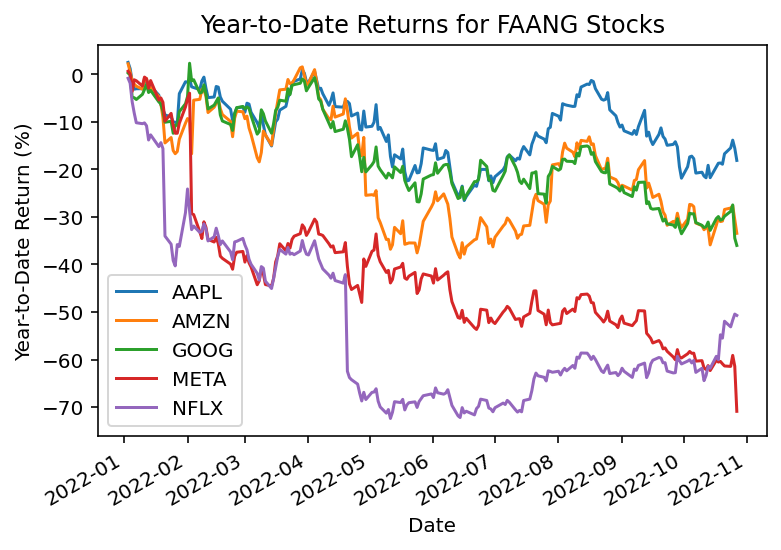 Year-to-Date Returns for FAANG Stocks
Year-to-Date Return (%)
0
−10
−20
−30
−40
−50
−60
−70
AAPL
AMZN
GOOG
META
NFLX
2022-01
2022-02
2022-03
2022-04
2022-05
2022-06
2022-07
2022-08
2022-09
2022-10
2022-11
Date